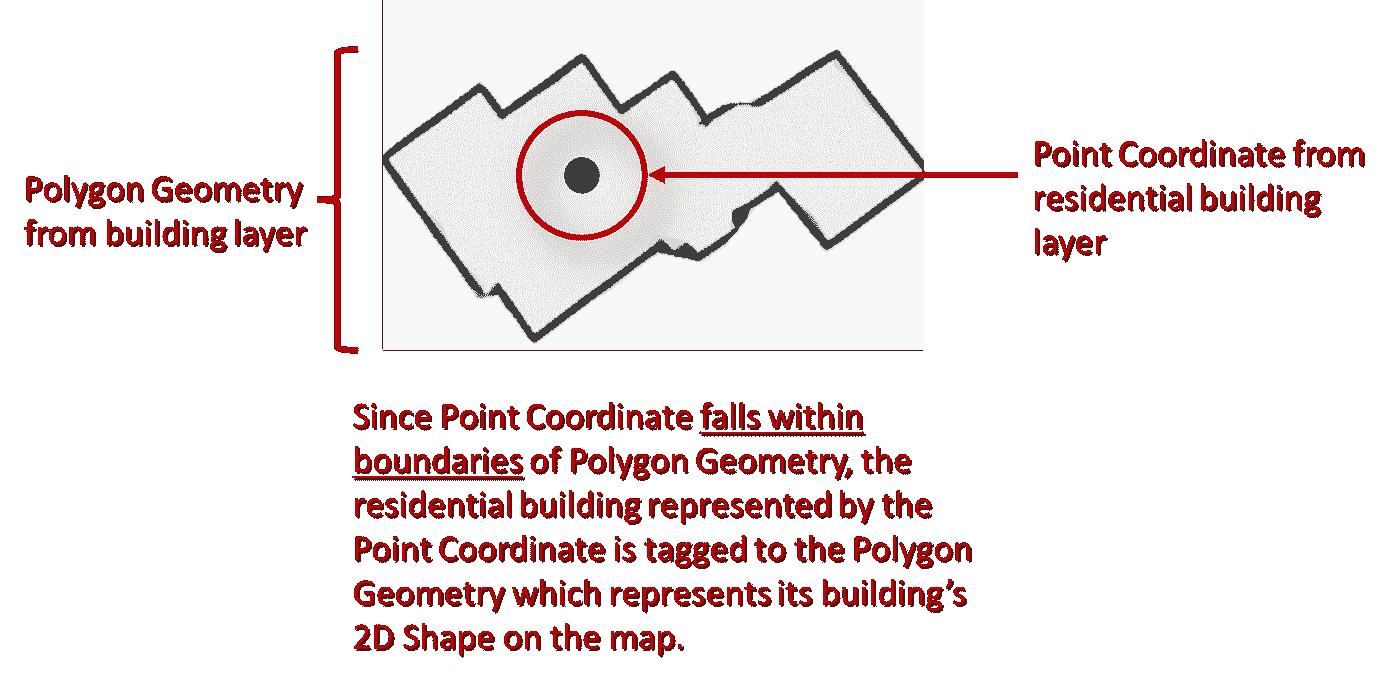 Polygon Geometry
from building layer
Point Coordinate from
residential building
layer
Since Point Coordinate falls within
boundaries of Polygon Geometry, the
residential building represented by the
Point Coordinate is tagged to the Polygon
Geometry which represents its building's
2D Shape on the map.